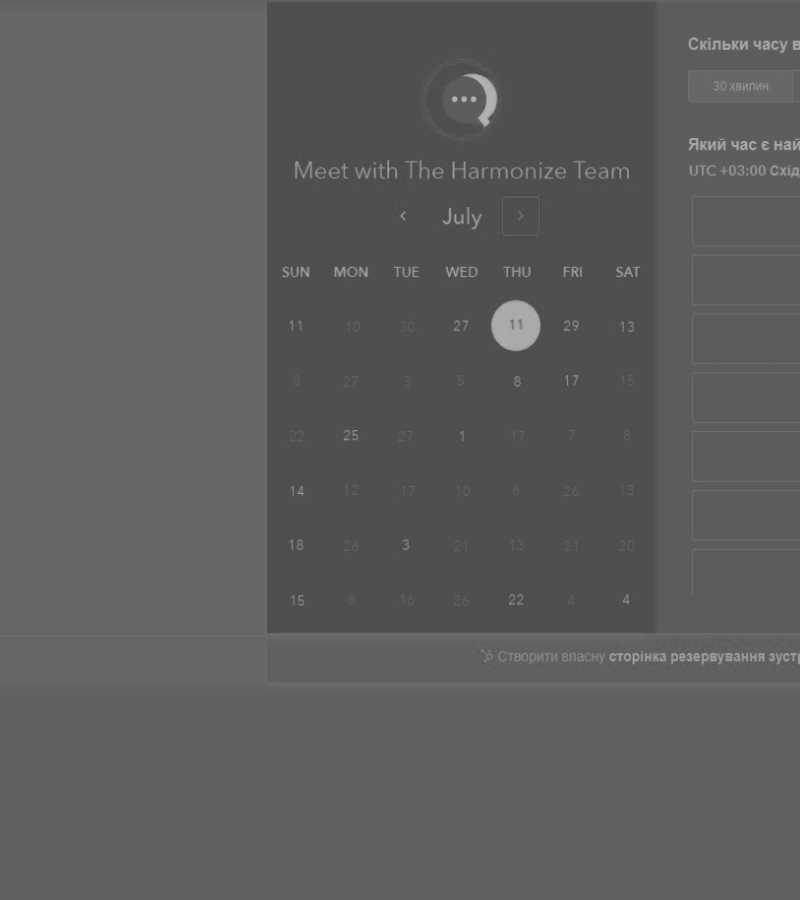 Meet with The Harmonize Team
July
SUN MON TUE WED THU FRI SAT
11 10 30 27 11 29 13
8 27 3 5 8 17 15
22 25 27 1 17 7 8
14 12 17 10 6 26 13
18 26 3 21 13 21 20
15 8 16 26 22 4 4
Скільки часу в
30 хвилин
Який час є най
UTC +03:00 Схід
Створити власну сторінка резервування зуст